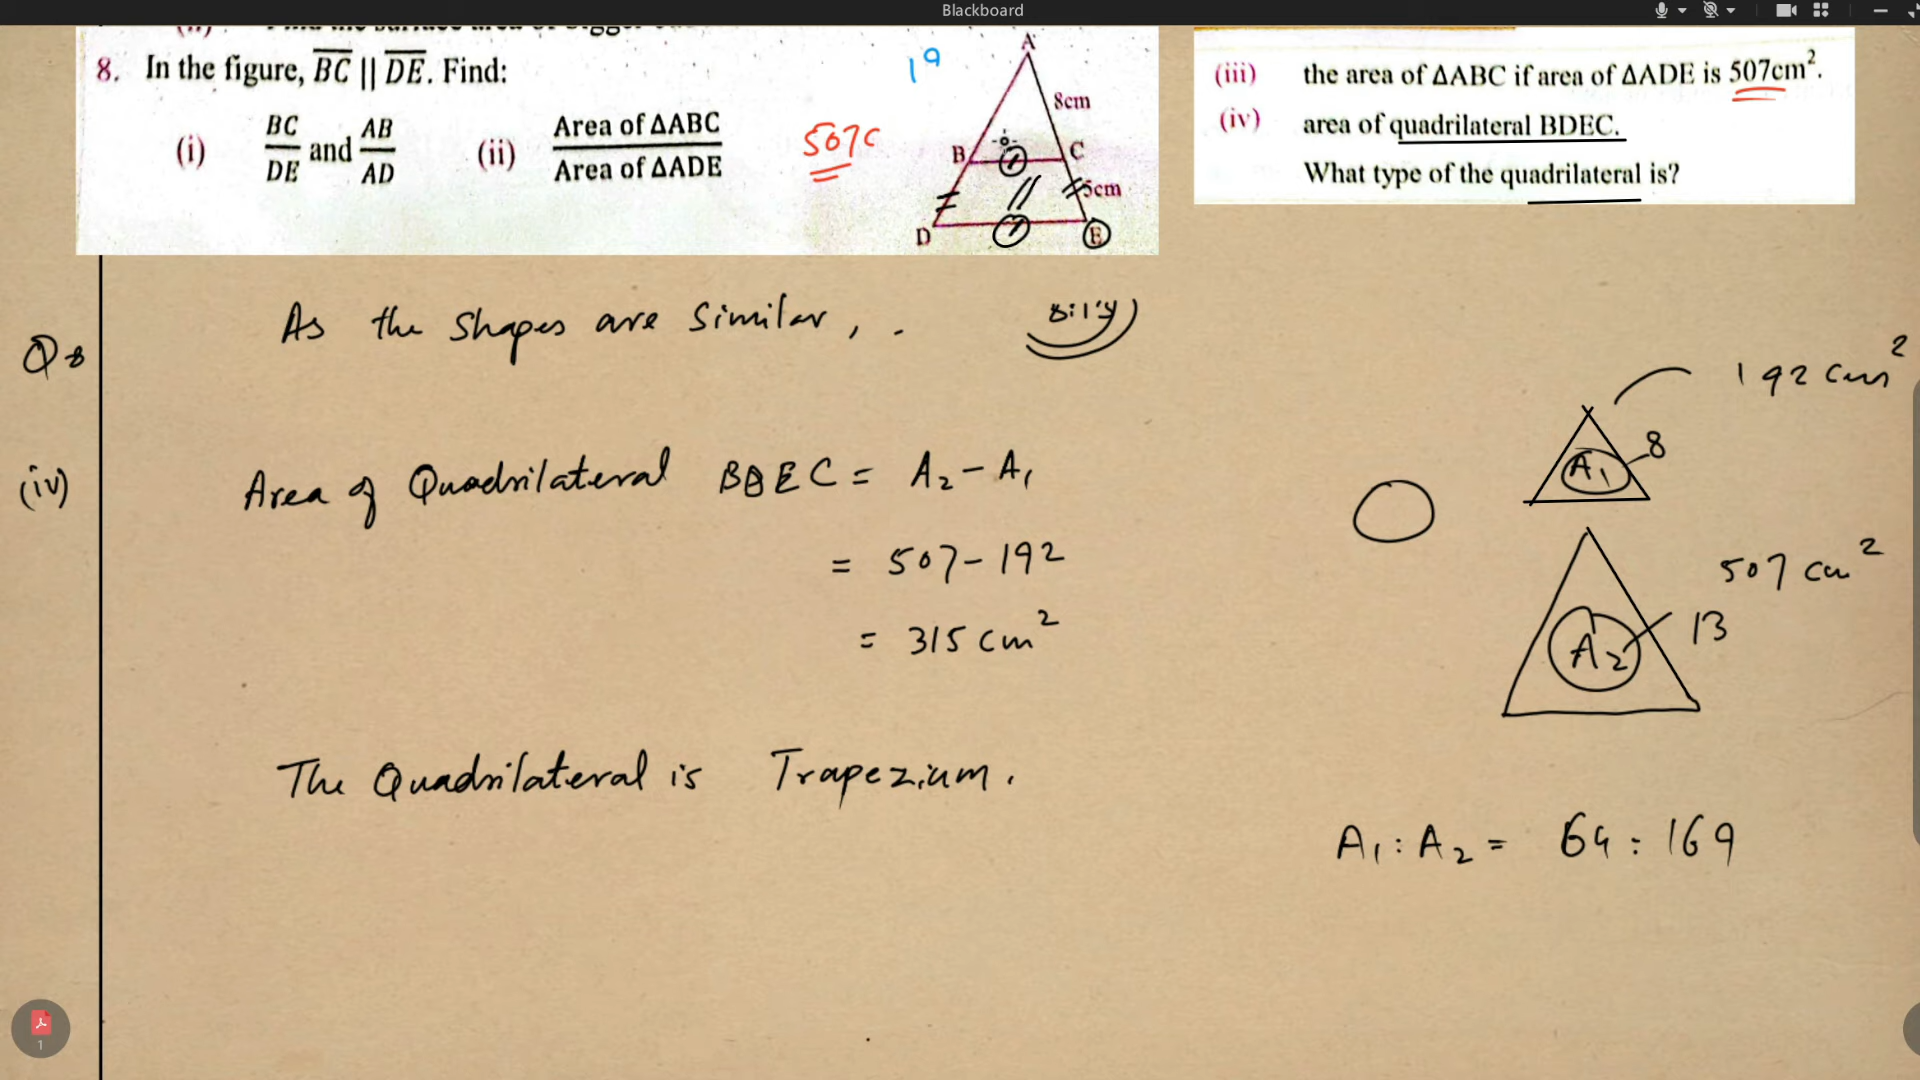 Blackboard
8. In the figure, BC || DE. Find:
(i) BC/DE and AB/AD (ii) Area of ΔABC/Area of ΔADE
507c
19
A
8cm
B
C
5cm
D
E
(iii) the area of ΔABC if area of ΔADE is 507cm².
(iv) area of quadrilateral BDEC.
What type of the quadrilateral is?
Q8
As the shapes are similar,
(iv)
Area of Quadrilateral BDEC = A₂ - A₁
= 507 - 192
= 315 cm²
The Quadrilateral is Trapezium.
192 cm²
A₁
8
507 cm²
A₂
13
A₁ : A₂ = 64 : 169
1